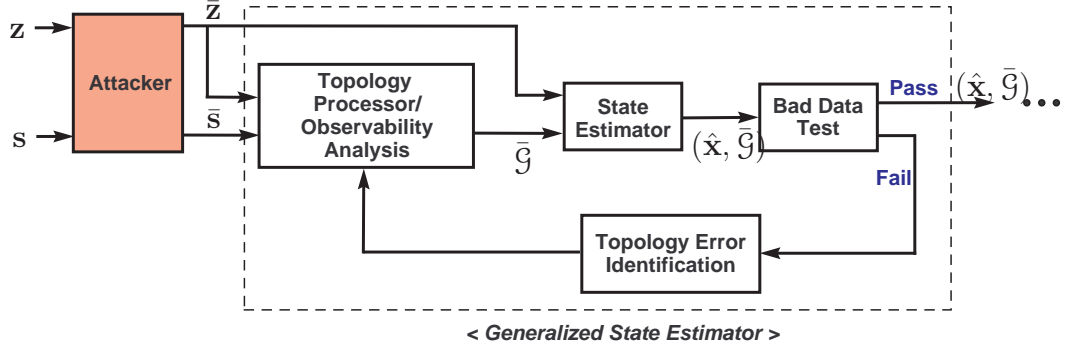 z
s
Attacker
z̄
s̄
Topology
Processor/
Observability
Analysis
𝒢̄
State
Estimator
(x̂, 𝒢̄)
Bad Data
Test
Pass
(x̂, 𝒢̄)
Fail
Topology Error
Identification
< Generalized State Estimator >